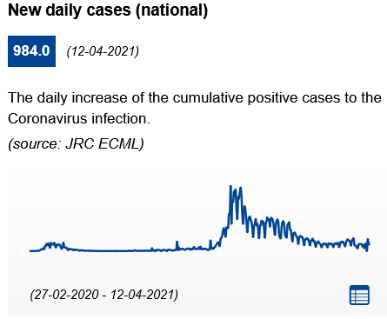 New daily cases (national)
984.0 (12-04-2021)
The daily increase of the cumulative positive cases to the
Coronavirus infection.
(source: JRC ECML)
(27-02-2020 - 12-04-2021)